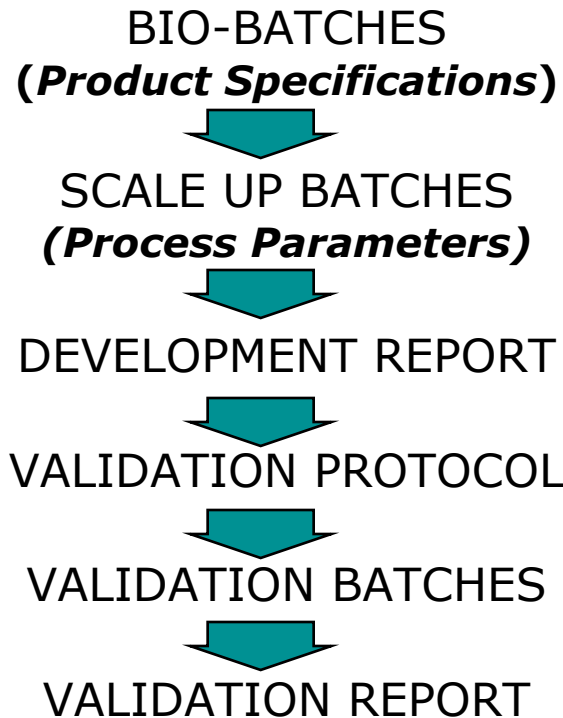 BIO-BATCHES
(Product Specifications)
SCALE UP BATCHES
(Process Parameters)
DEVELOPMENT REPORT
VALIDATION PROTOCOL
VALIDATION BATCHES
VALIDATION REPORT